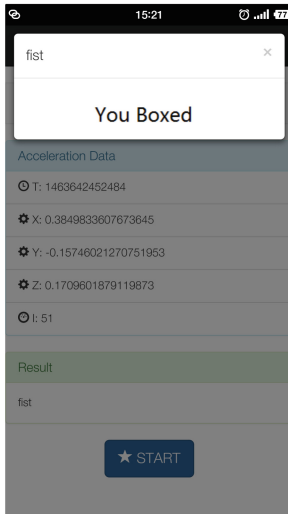 15:21
77
fist
×
You Boxed
Acceleration Data
T: 1463642452484
X: 0.3849833607673645
Y: -0.15746021270751953
Z: 0.1709601879119873
I: 51
Result
fist
START